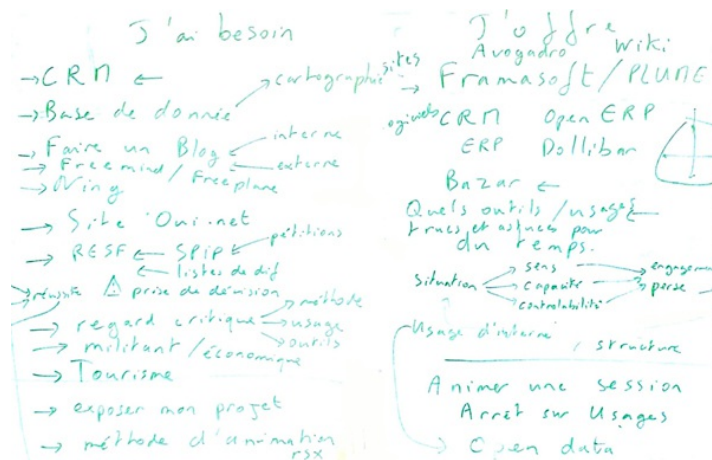 J'ai besoin
→ CRM ←
→ Base de donnée → cartographie
→ Faire un Blog ← interne
← externe
→ Freemind / Freeplane
→ Ning
→ Site Oui.net
→ RESF ← SPIP ← pétitions
← listes de dif
→ réussite ⚠ prise de décision
→ regard critique → méthode
→ usage
→ outils
→ militant / économique
→ Tourisme
→ exposer mon projet
→ méthode d'animation
rsx
J'offre
Avogadro Wiki
sites → Framasoft / PLUME
logiciels CRM Open ERP
ERP Dollibar
Bazar ←
Quels outils / usages ←
trucs et astuces pour
du temps.
Situation → sens → engagement
→ capacité → perse
→ controlabilité
Usage d'interne
/ structure
Animer une session
Arrêt sur Usages
→ Open data